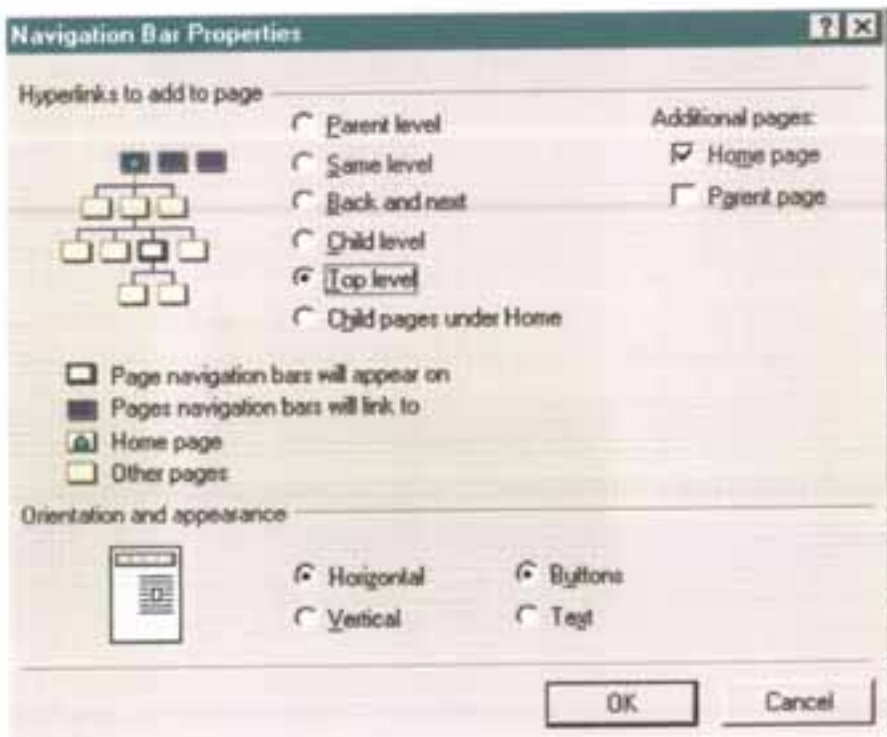 Navigation Bar Properties
Hyperlinks to add to page
Parent level
Same level
Back and next
Child level
Top level
Child pages under Home
Additional pages:
Home page
Parent page
Page navigation bars will appear on
Pages navigation bars will link to
Home page
Other pages
Orientation and appearance
Horizontal
Vertical
Buttons
Text
OK
Cancel